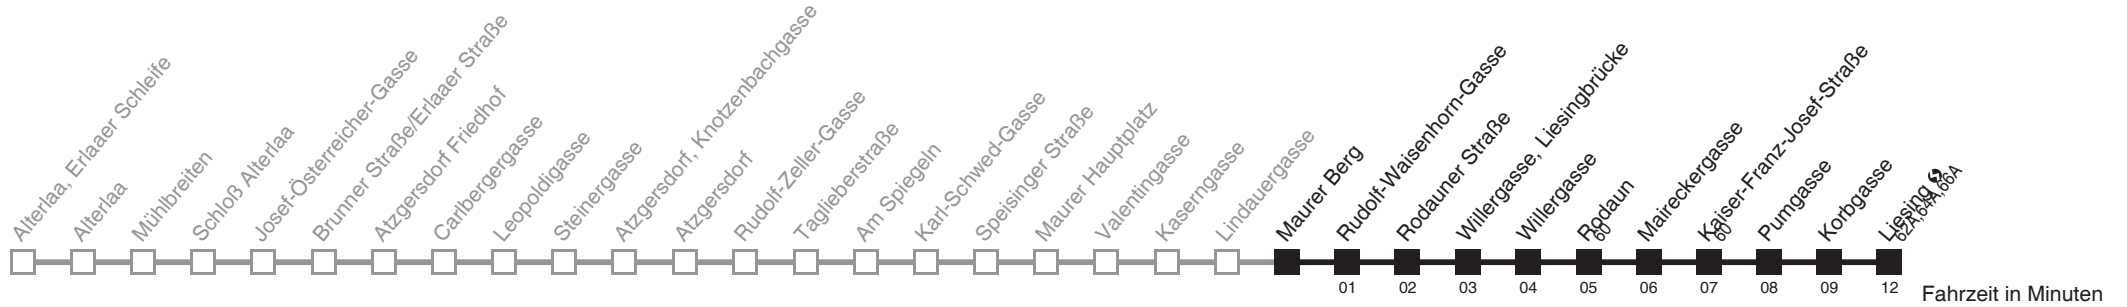 Alterlaa, Erlaaer Schleife
Alterlaa
Mühlbreiten
Schloß Alterlaa
Josef-Österreicher-Gasse
Brunner Straße/Erlaaer Straße
Atzgersdorf Friedhof
Carlbergergasse
Leopoldigasse
Steinergasse
Atzgersdorf, Knotzenbachgasse
Atzgersdorf
Rudolf-Zeller-Gasse
Taglieberstraße
Am Spiegeln
Karl-Schwed-Gasse
Speisinger Straße
Maurer Hauptplatz
Valentingasse
Kaserngasse
Lindauergasse
Maurer Berg
Rudolf-Waisenhorn-Gasse
Rodauner Straße
Willergasse, Liesingbrücke
Willergasse
Rodaun
60
Maireckergasse
Kaiser-Franz-Josef-Straße
60
Pumgasse
Korbgasse
Liesing
62A,64A,66A
01 02 03 04 05 06 07 08 09 12 Fahrzeit in Minuten